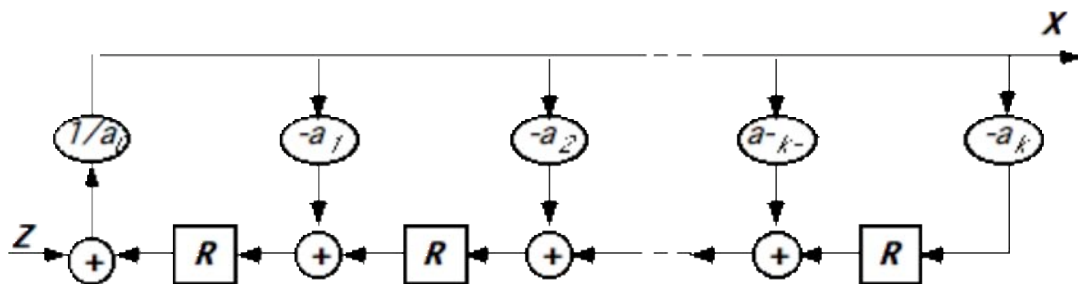 X
1/a₀
-a₁
-a₂
a-ₖ-
-aₖ
Z
+
R
+
R
+
+
R